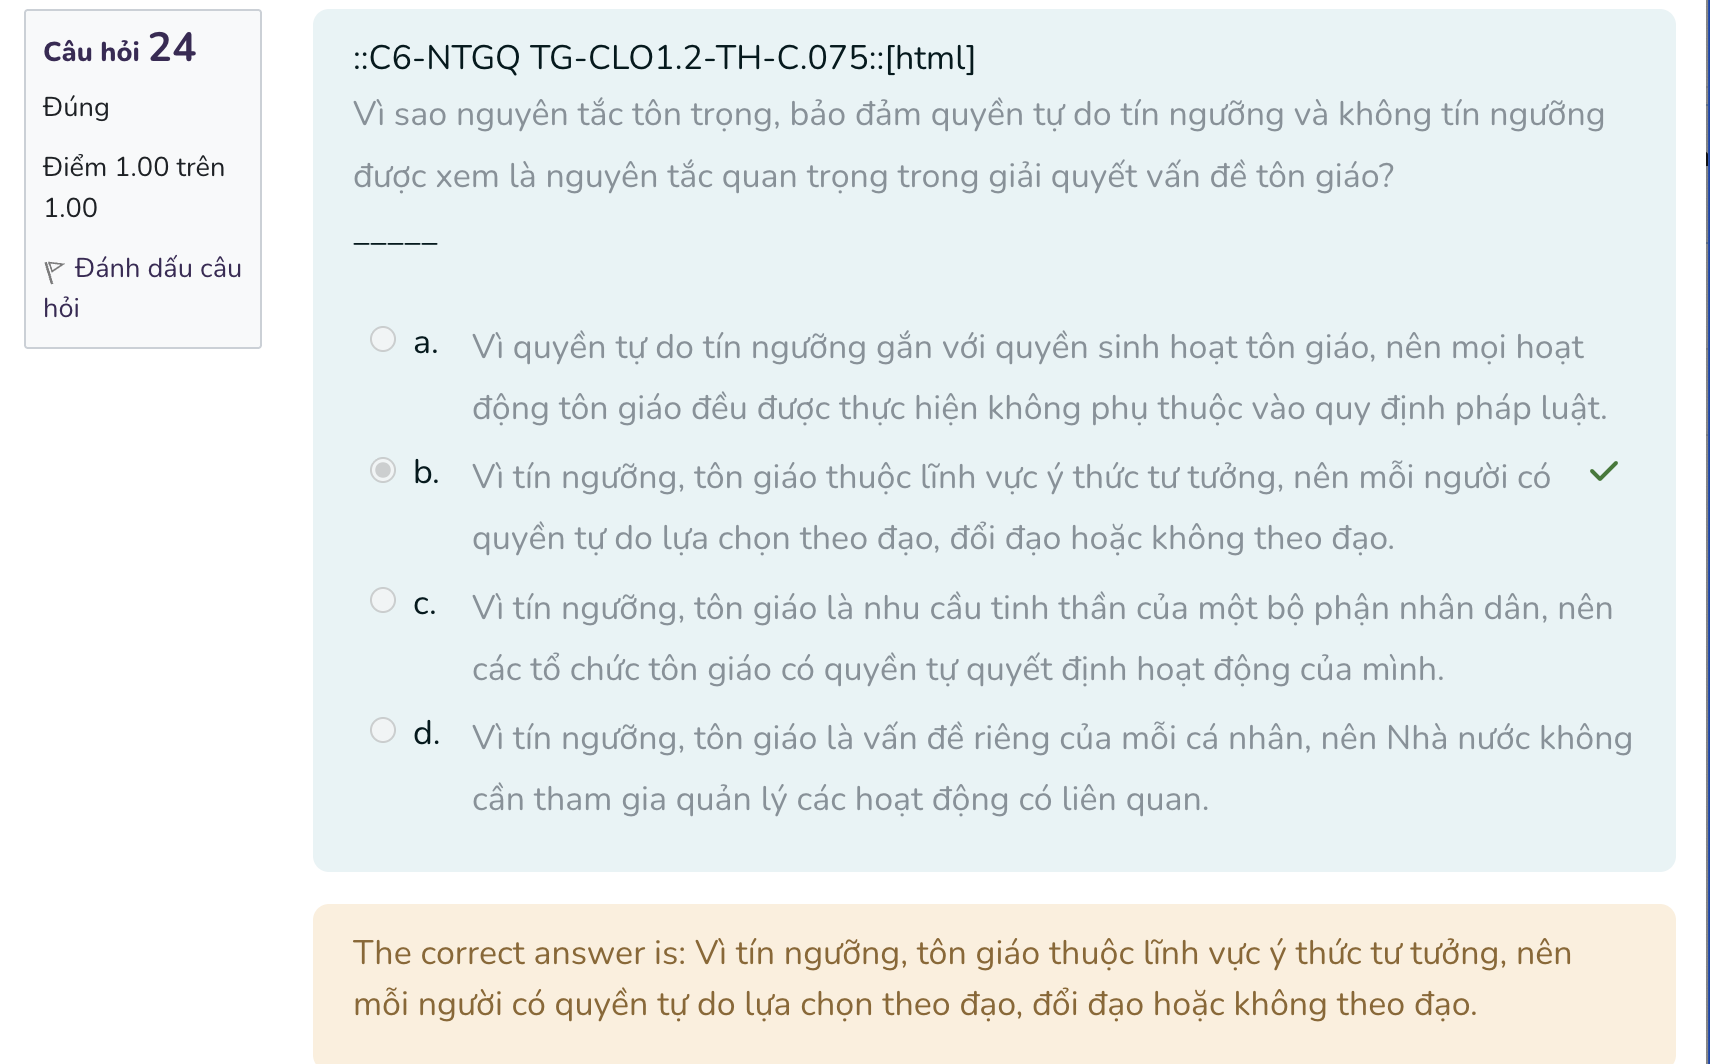 Câu hỏi 24
Đúng
Điểm 1.00 trên
1.00
Đánh dấu câu
hỏi
::C6-NTGQ TG-CLO1.2-TH-C.075::[html]
Vì sao nguyên tắc tôn trọng, bảo đảm quyền tự do tín ngưỡng và không tín ngưỡng
được xem là nguyên tắc quan trọng trong giải quyết vấn đề tôn giáo?
_____
a. Vì quyền tự do tín ngưỡng gắn với quyền sinh hoạt tôn giáo, nên mọi hoạt
động tôn giáo đều được thực hiện không phụ thuộc vào quy định pháp luật.
b. Vì tín ngưỡng, tôn giáo thuộc lĩnh vực ý thức tư tưởng, nên mỗi người có
quyền tự do lựa chọn theo đạo, đổi đạo hoặc không theo đạo.
c. Vì tín ngưỡng, tôn giáo là nhu cầu tinh thần của một bộ phận nhân dân, nên
các tổ chức tôn giáo có quyền tự quyết định hoạt động của mình.
d. Vì tín ngưỡng, tôn giáo là vấn đề riêng của mỗi cá nhân, nên Nhà nước không
cần tham gia quản lý các hoạt động có liên quan.
The correct answer is: Vì tín ngưỡng, tôn giáo thuộc lĩnh vực ý thức tư tưởng, nên
mỗi người có quyền tự do lựa chọn theo đạo, đổi đạo hoặc không theo đạo.